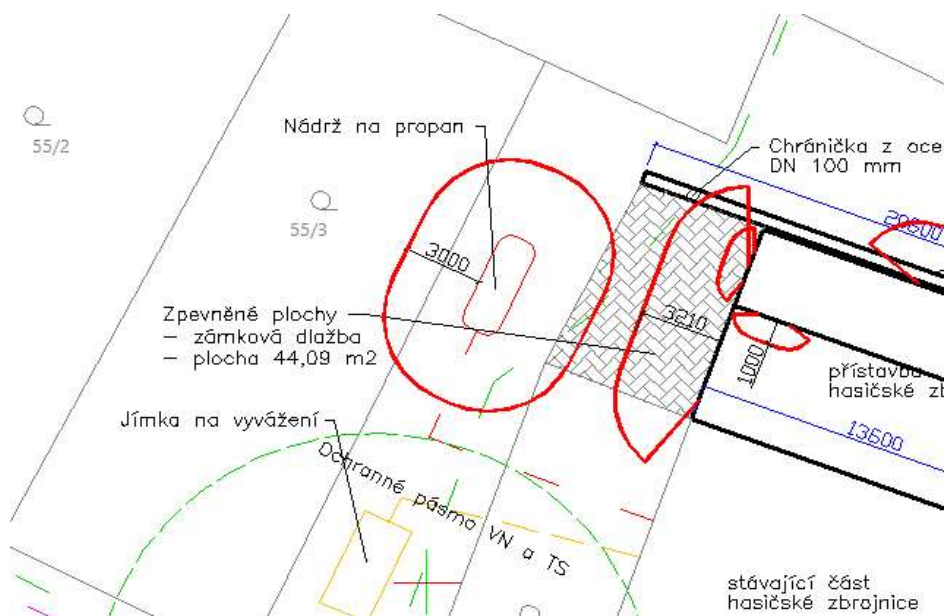 Nádrž na propan
55/2
Chránička z oce
DN 100 mm
55/3
20600
3000
Zpevněné plochy
– zámková dlažba
– plocha 44,09 m2
3210
1000
přístavba
hasičské zb
13600
Jímka na vyvážení
Ochranné pásmo VN a TS
stávající část
hasičské zbrojnice